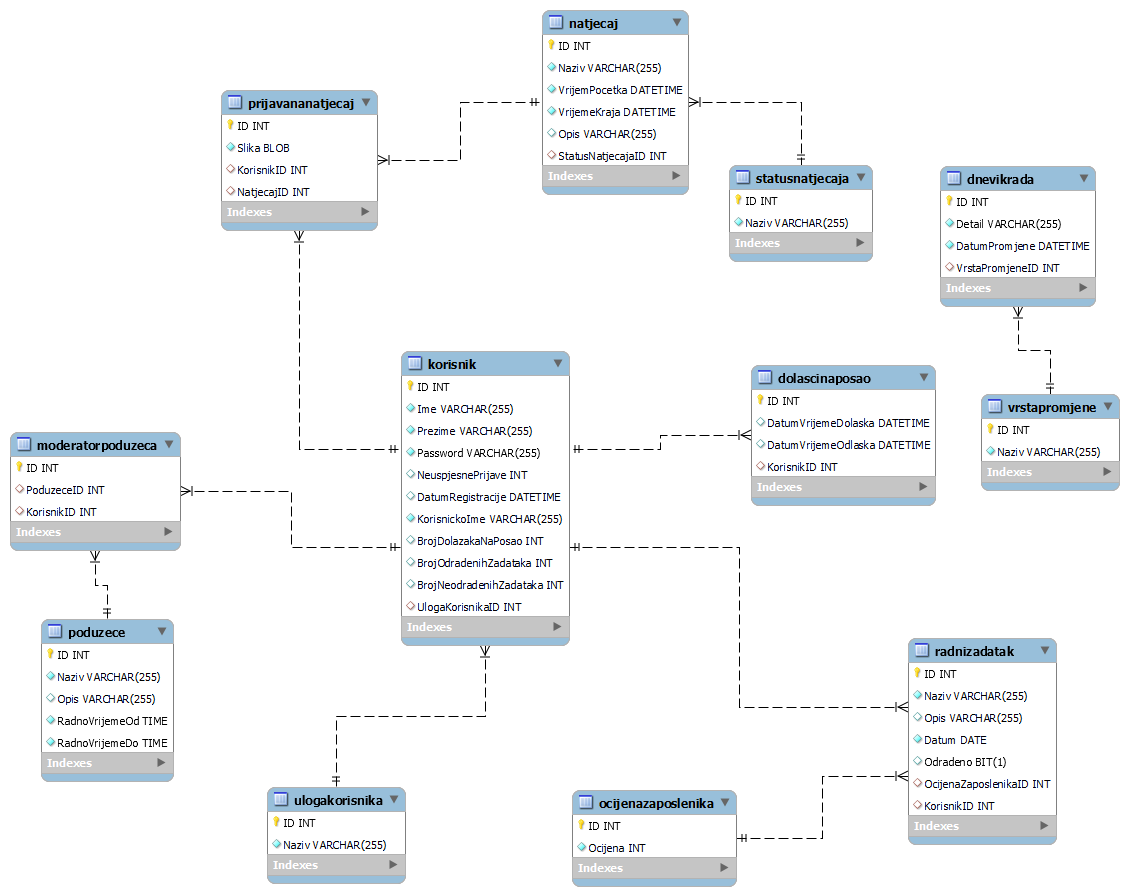 natjecaj
ID INT
Naziv VARCHAR(255)
VrijemPocetka DATETIME
VrijemeKraja DATETIME
Opis VARCHAR(255)
StatusNatjecajaID INT
Indexes
prijavananatjecaj
ID INT
Slika BLOB
KorisnikID INT
NatjecajID INT
Indexes
statusnatjecaja
ID INT
Naziv VARCHAR(255)
Indexes
dnevikrada
ID INT
Detail VARCHAR(255)
DatumPromjene DATETIME
VrstaPromjeneID INT
Indexes
korisnik
ID INT
Ime VARCHAR(255)
Prezime VARCHAR(255)
Password VARCHAR(255)
NeuspjesnePrijave INT
DatumRegistracije DATETIME
KorisnickoIme VARCHAR(255)
BrojDolazakaNaPosao INT
BrojOdradenihZadataka INT
BrojNeodradenihZadataka INT
UlogaKorisnikaID INT
Indexes
dolascinaposao
ID INT
DatumVrijemeDolaska DATETIME
DatumVrijemeOdlaska DATETIME
KorisnikID INT
Indexes
vrstapromjene
ID INT
Naziv VARCHAR(255)
Indexes
moderatorpoduzeca
ID INT
PoduzeceID INT
KorisnikID INT
Indexes
poduzece
ID INT
Naziv VARCHAR(255)
Opis VARCHAR(255)
RadnoVrijemeOd TIME
RadnoVrijemeDo TIME
Indexes
radnizadatak
ID INT
Naziv VARCHAR(255)
Opis VARCHAR(255)
Datum DATE
Odradeno BIT(1)
OcijenaZaposlenikaID INT
KorisnikID INT
Indexes
ulogakorisnika
ID INT
Naziv VARCHAR(255)
Indexes
ocijenazaposlenika
ID INT
Ocijena INT
Indexes